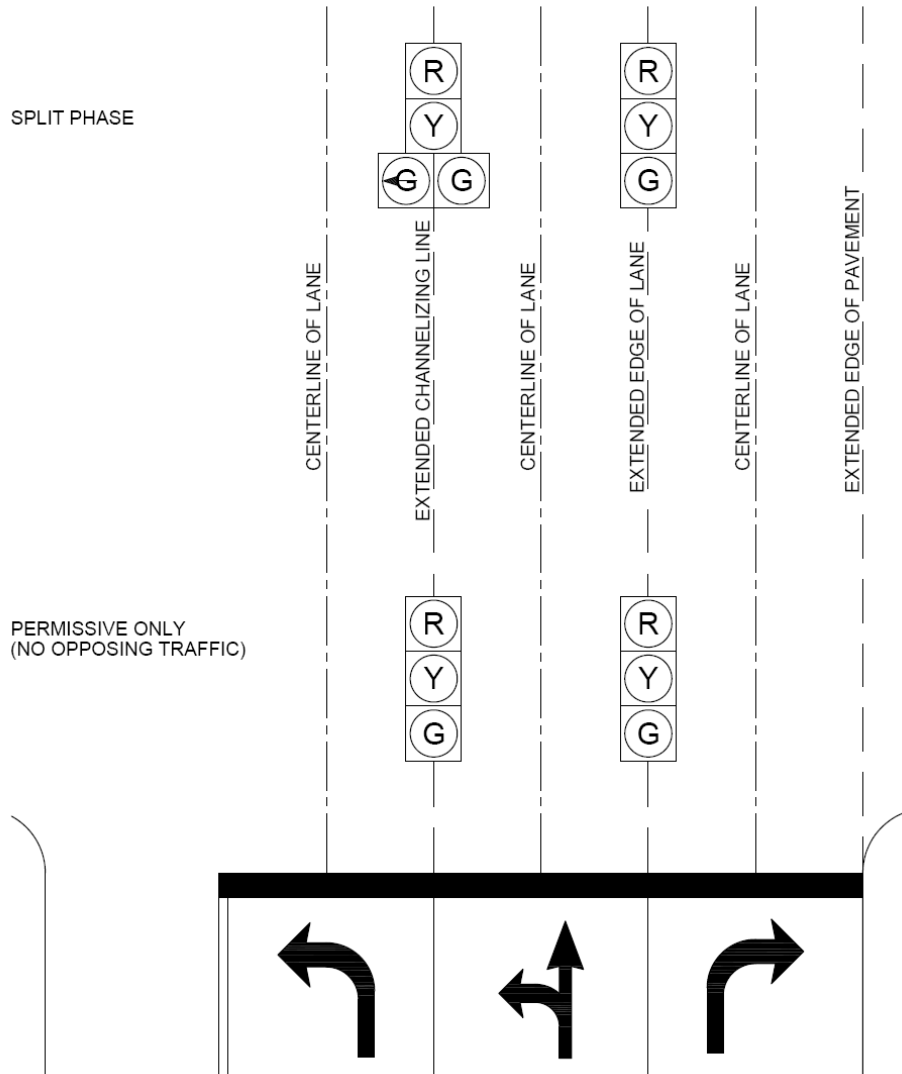 R
R
SPLIT PHASE
Y
Y
G
G
G
CENTERLINE OF LANE
EXTENDED CHANNELIZING LINE
CENTERLINE OF LANE
EXTENDED EDGE OF LANE
CENTERLINE OF LANE
EXTENDED EDGE OF PAVEMENT
PERMISSIVE ONLY
(NO OPPOSING TRAFFIC)
R
R
Y
Y
G
G